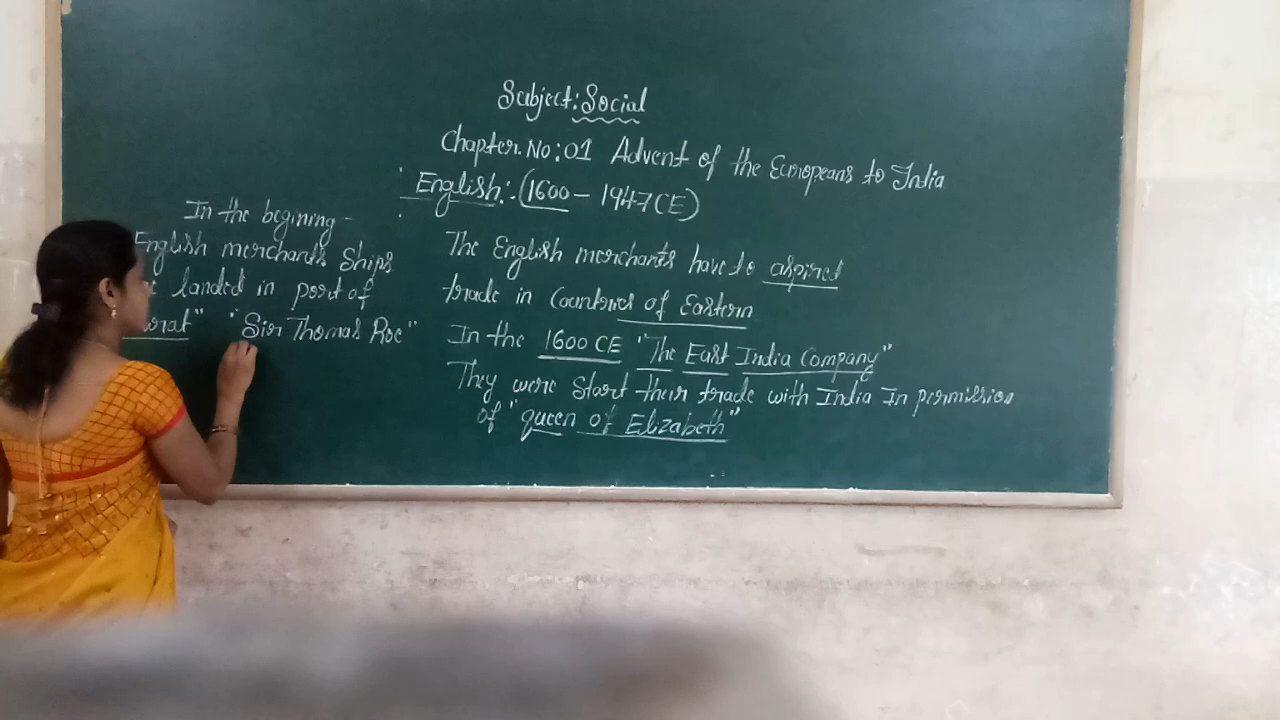 Subject: Social
Chapter. No: 01 Advent of the Europeans to India
English:- (1600 - 1947 CE)
The English merchants have to aspired
trade in Countries of Eastern
In the 1600 CE "The East India Company"
They were Start their trade with India In permission
of "queen of Elizabeth"
In the begining -
English merchants Ships
landed in port of
"Sir Thomas Roe"